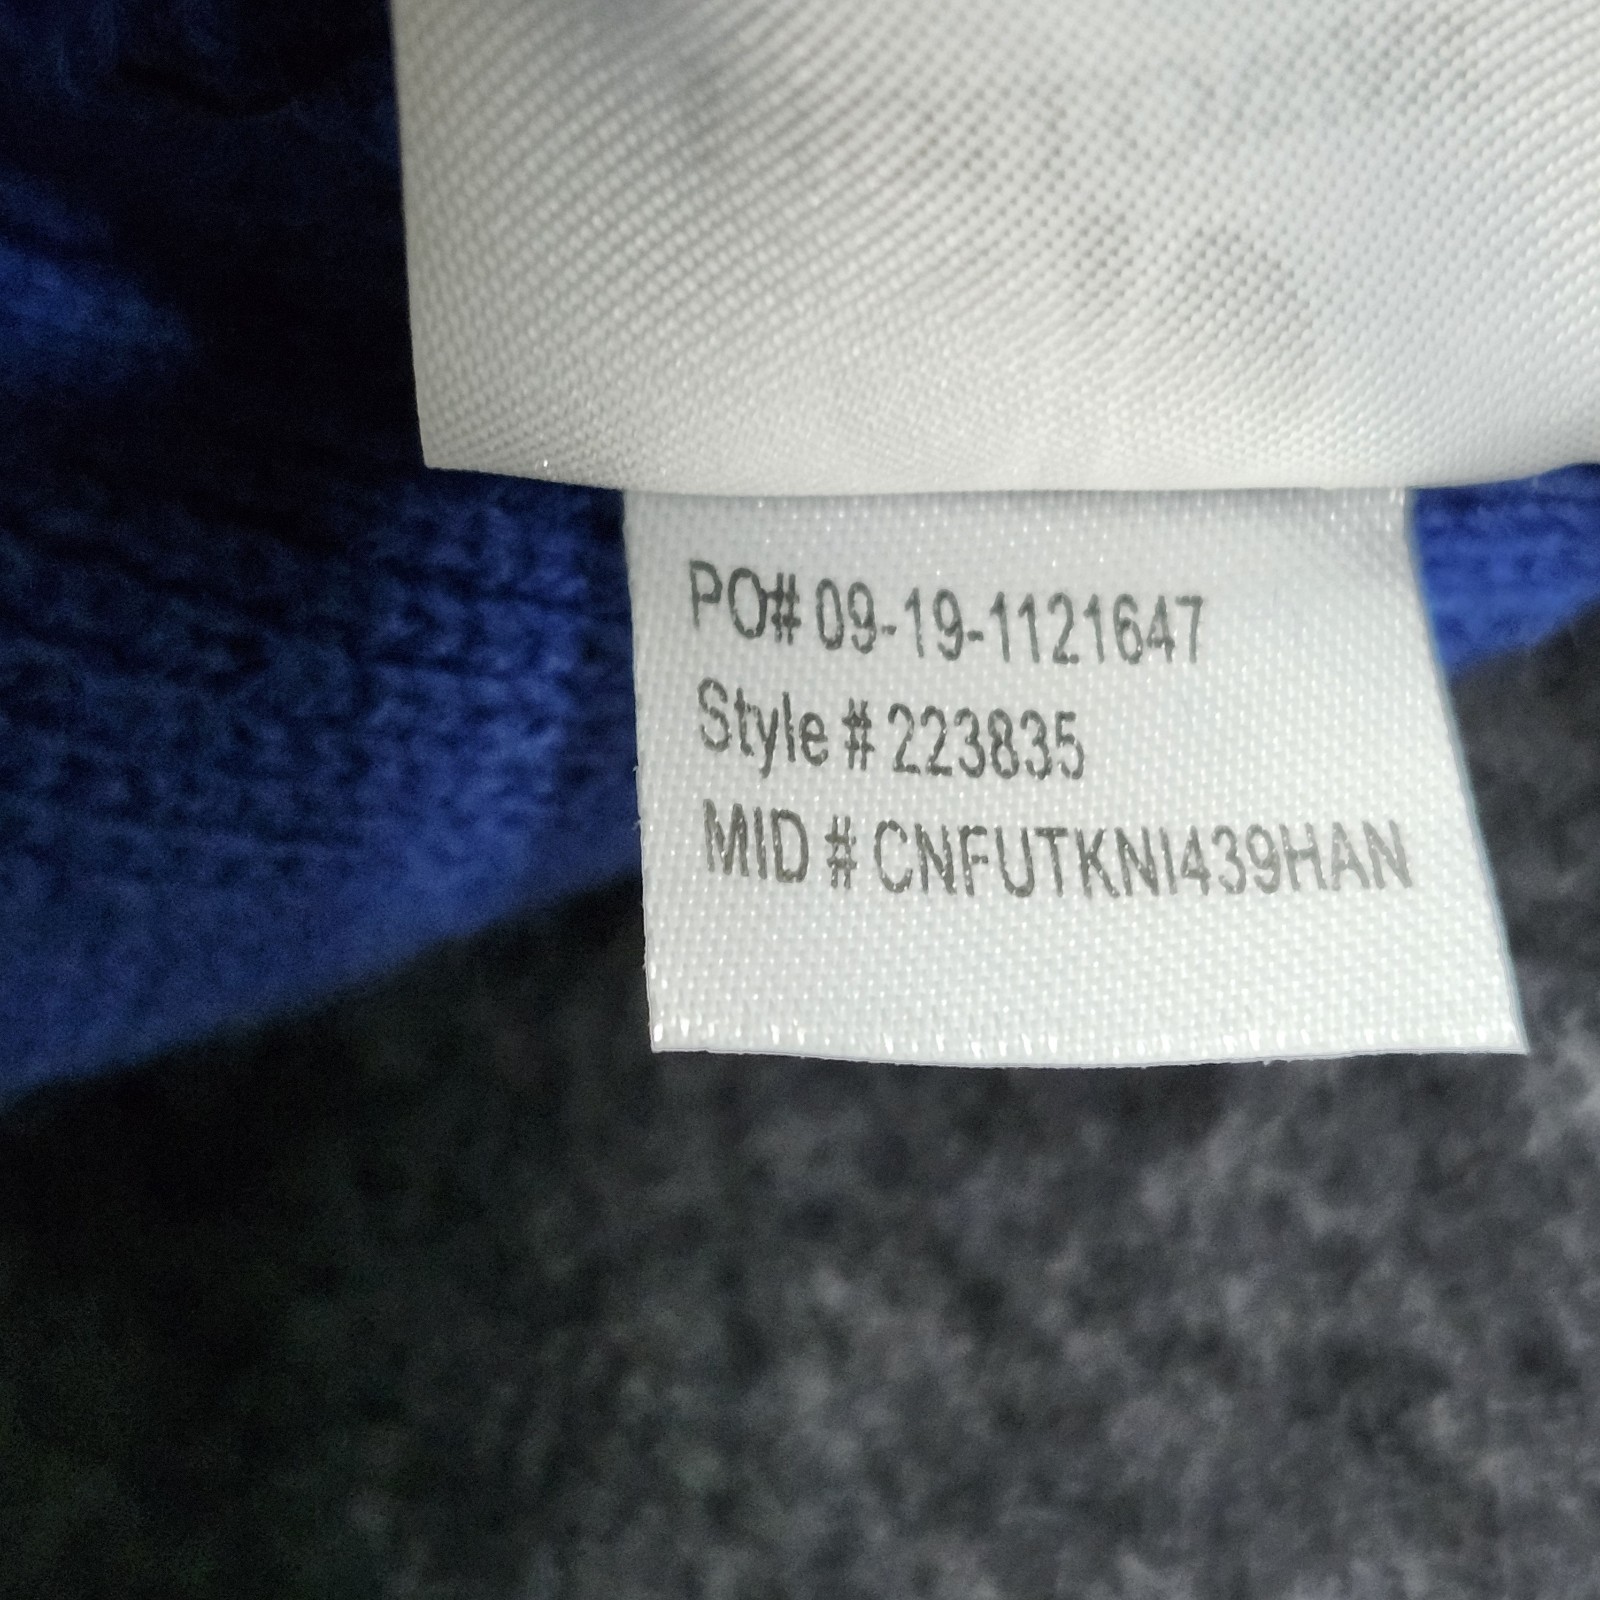 PO# 09-19-1121647
Style # 223835
MID # CNFUTKNI439HAN